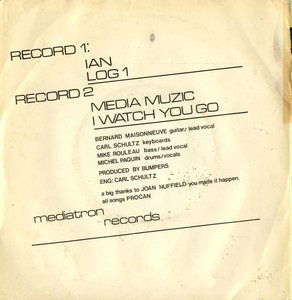 RECORD 1:
IAN
LOG 1
RECORD 2
MEDIA MUZIC
I WATCH YOU GO
BERNARD MAISONNEUVE guitar/lead vocal
CARL SCHULTZ keyboards
MIKE ROULEAU bass/lead vocal
MICHEL PAQUIN drums/vocals
PRODUCED BY BUMPERS
ENG: CARL SCHULTZ
a big thanks to JOAN NUFFIELD you made it happen.
all songs PROCAN
mediatron
records